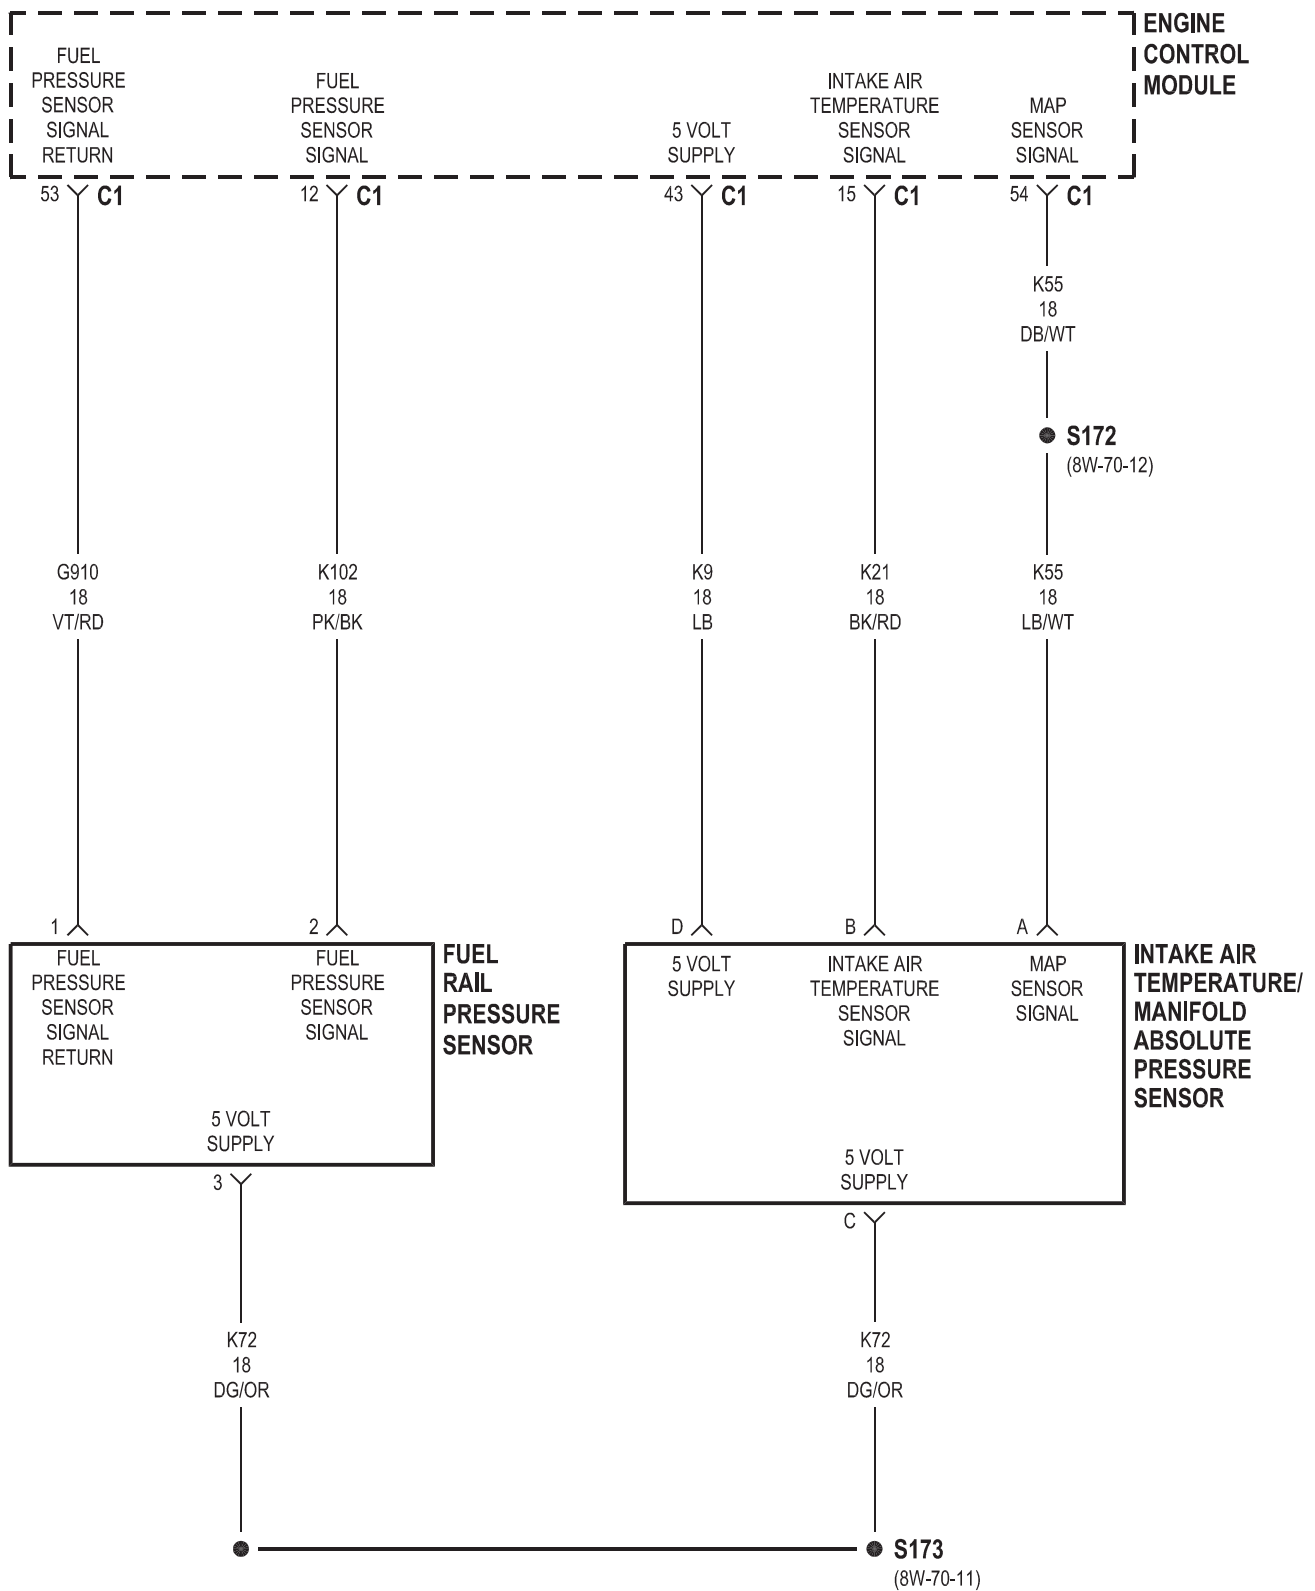 ENGINE
CONTROL
MODULE
FUEL
PRESSURE
SENSOR
SIGNAL
RETURN
FUEL
PRESSURE
SENSOR
SIGNAL
5 VOLT
SUPPLY
INTAKE AIR
TEMPERATURE
SENSOR
SIGNAL
MAP
SENSOR
SIGNAL
53 C1
12 C1
43 C1
15 C1
54 C1
K55
18
DB/WT
S172
(8W-70-12)
G910
18
VT/RD
K102
18
PK/BK
K9
18
LB
K21
18
BK/RD
K55
18
LB/WT
1
2
D
B
A
FUEL
PRESSURE
SENSOR
SIGNAL
RETURN
FUEL
PRESSURE
SENSOR
SIGNAL
5 VOLT
SUPPLY
FUEL
RAIL
PRESSURE
SENSOR
5 VOLT
SUPPLY
INTAKE AIR
TEMPERATURE
SENSOR
SIGNAL
MAP
SENSOR
SIGNAL
5 VOLT
SUPPLY
INTAKE AIR
TEMPERATURE/
MANIFOLD
ABSOLUTE
PRESSURE
SENSOR
3
C
K72
18
DG/OR
K72
18
DG/OR
S173
(8W-70-11)